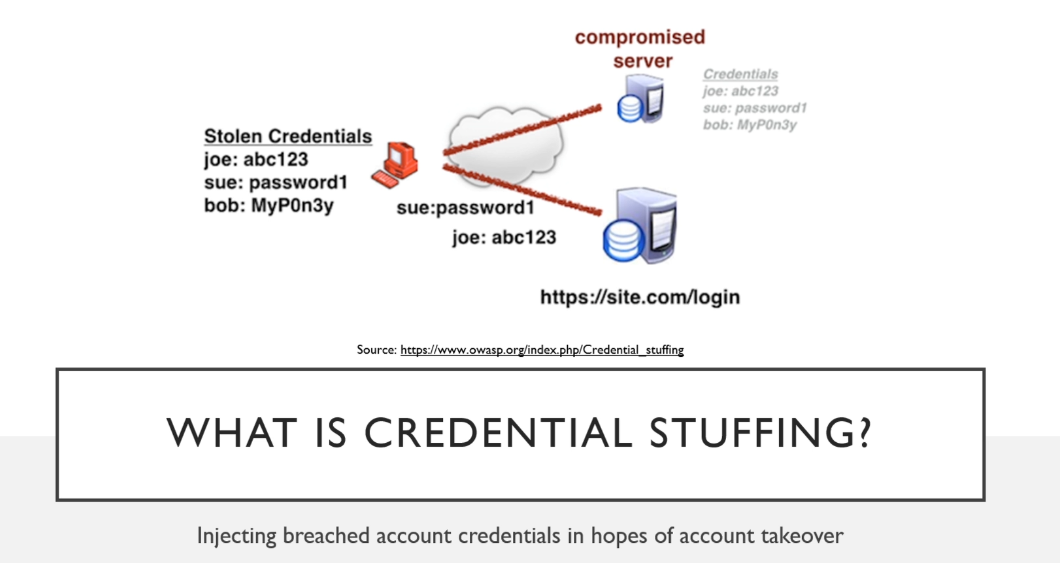 compromised
server
Credentials
joe: abc123
sue: password1
bob: MyP0n3y
Stolen Credentials
joe: abc123
sue: password1
bob: MyP0n3y
sue:password1
joe: abc123
https://site.com/login
Source: https://www.owasp.org/index.php/Credential_stuffing
WHAT IS CREDENTIAL STUFFING?
Injecting breached account credentials in hopes of account takeover